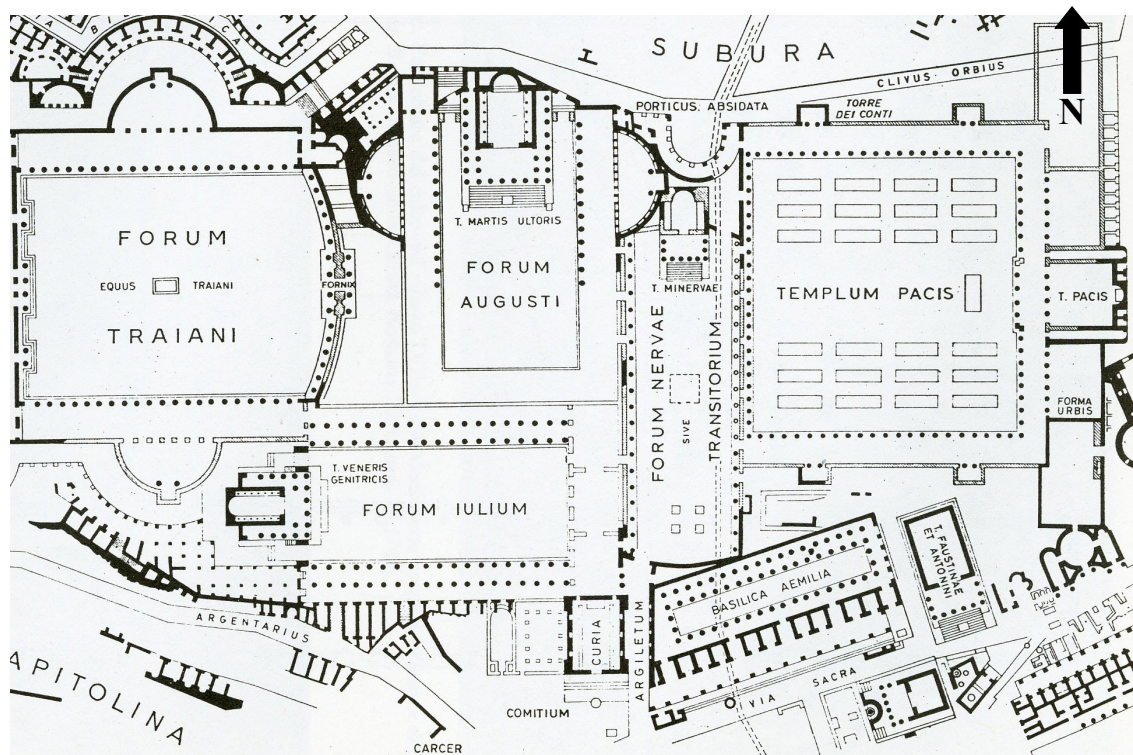 BIBLIOTICA
SUBURA
CLIVUS ORBIUS
N
PORTICUS ABSIDATA
TORRE
DEI CONTI
T. MARTIS ULTORIS
FORUM
EQUUS TRAIANI
TRAIANI
FORNIX
FORUM
AUGUSTI
T. MINERVAE
FORUM NERVAE
SIVE
TRANSITORIUM
TEMPLUM PACIS
T. PACIS
FORMA
URBIS
T. VENERIS
GENITRICIS
FORUM IULIUM
T. FAUSTINAE
ET
ANTONINI
BASILICA AEMILIA
ARGENTARIUS
CURIA
ARGILETUM
VIA SACRA
COMITIUM
APITOLINA
CARCER